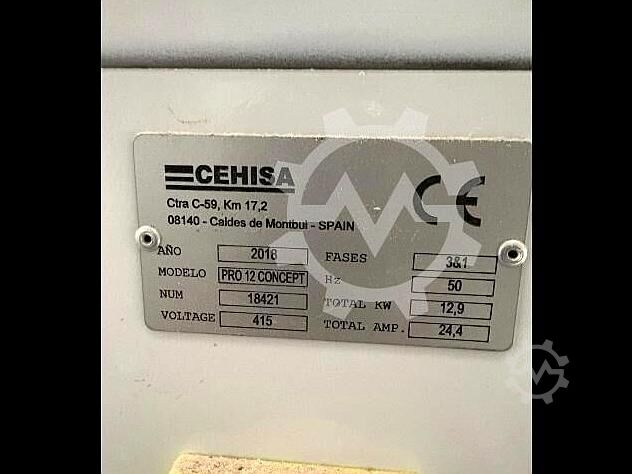 CEHISA
Ctra C-59, Km 17,2
08140 - Caldes de Montbui - SPAIN
CE
AÑO 2018 FASES 3&1
MODELO PRO 12 CONCEPT Hz 50
NUM 18421 TOTAL KW 12,9
VOLTAGE 415 TOTAL AMP. 24,4